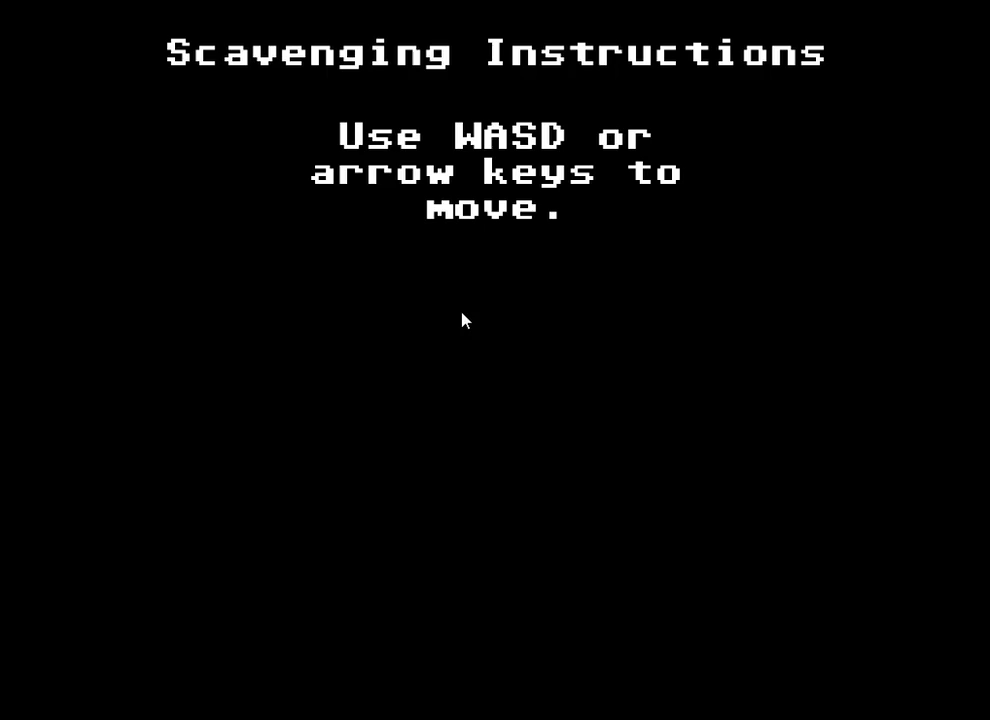 Scavenging Instructions
Use WASD or
arrow keys to
move.